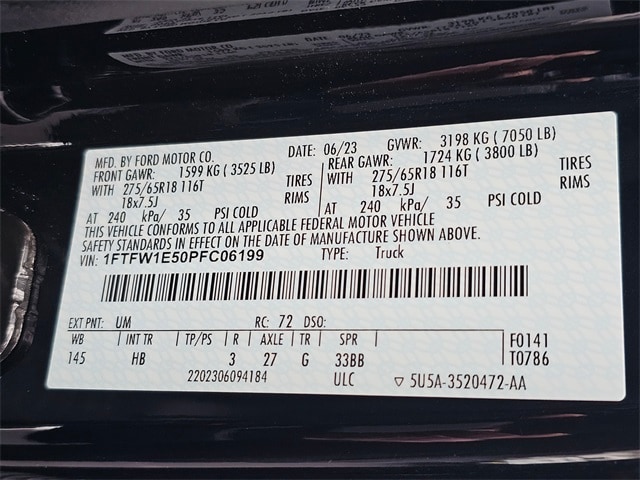 MFD. BY FORD MOTOR CO. DATE: 06/23 GVWR: 3198 KG ( 7050 LB)
FRONT GAWR: 1599 KG ( 3525 LB) REAR GAWR: 1724 KG ( 3800 LB)
WITH 275/65R18 116T TIRES WITH 275/65R18 116T TIRES
18x7.5J RIMS 18x7.5J RIMS
AT 240 kPa/ 35 PSI COLD AT 240 kPa/ 35 PSI COLD
THIS VEHICLE CONFORMS TO ALL APPLICABLE FEDERAL MOTOR VEHICLE
SAFETY STANDARDS IN EFFECT ON THE DATE OF MANUFACTURE SHOWN ABOVE.
VIN: 1FTFW1E50PFC06199 TYPE: Truck
EXT PNT: UM RC: 72 DSO:
WB INT TR TP/PS R AXLE TR SPR F0141
145 HB 3 27 G 33BB T0786
2202306094184 ULC ▽ 5U5A-3520472-AA